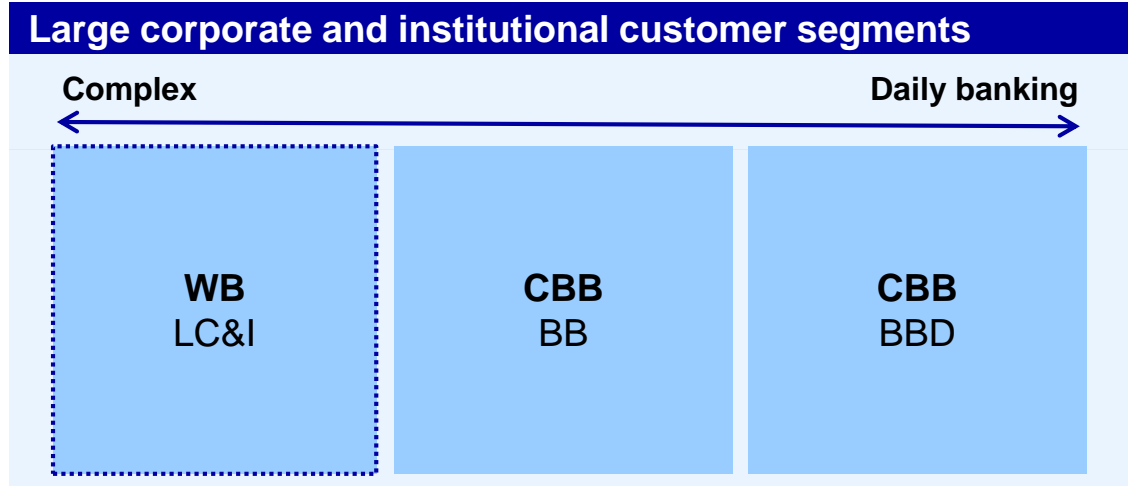 Large corporate and institutional customer segments
Complex
Daily banking
WB
LC&I
CBB
BB
CBB
BBD